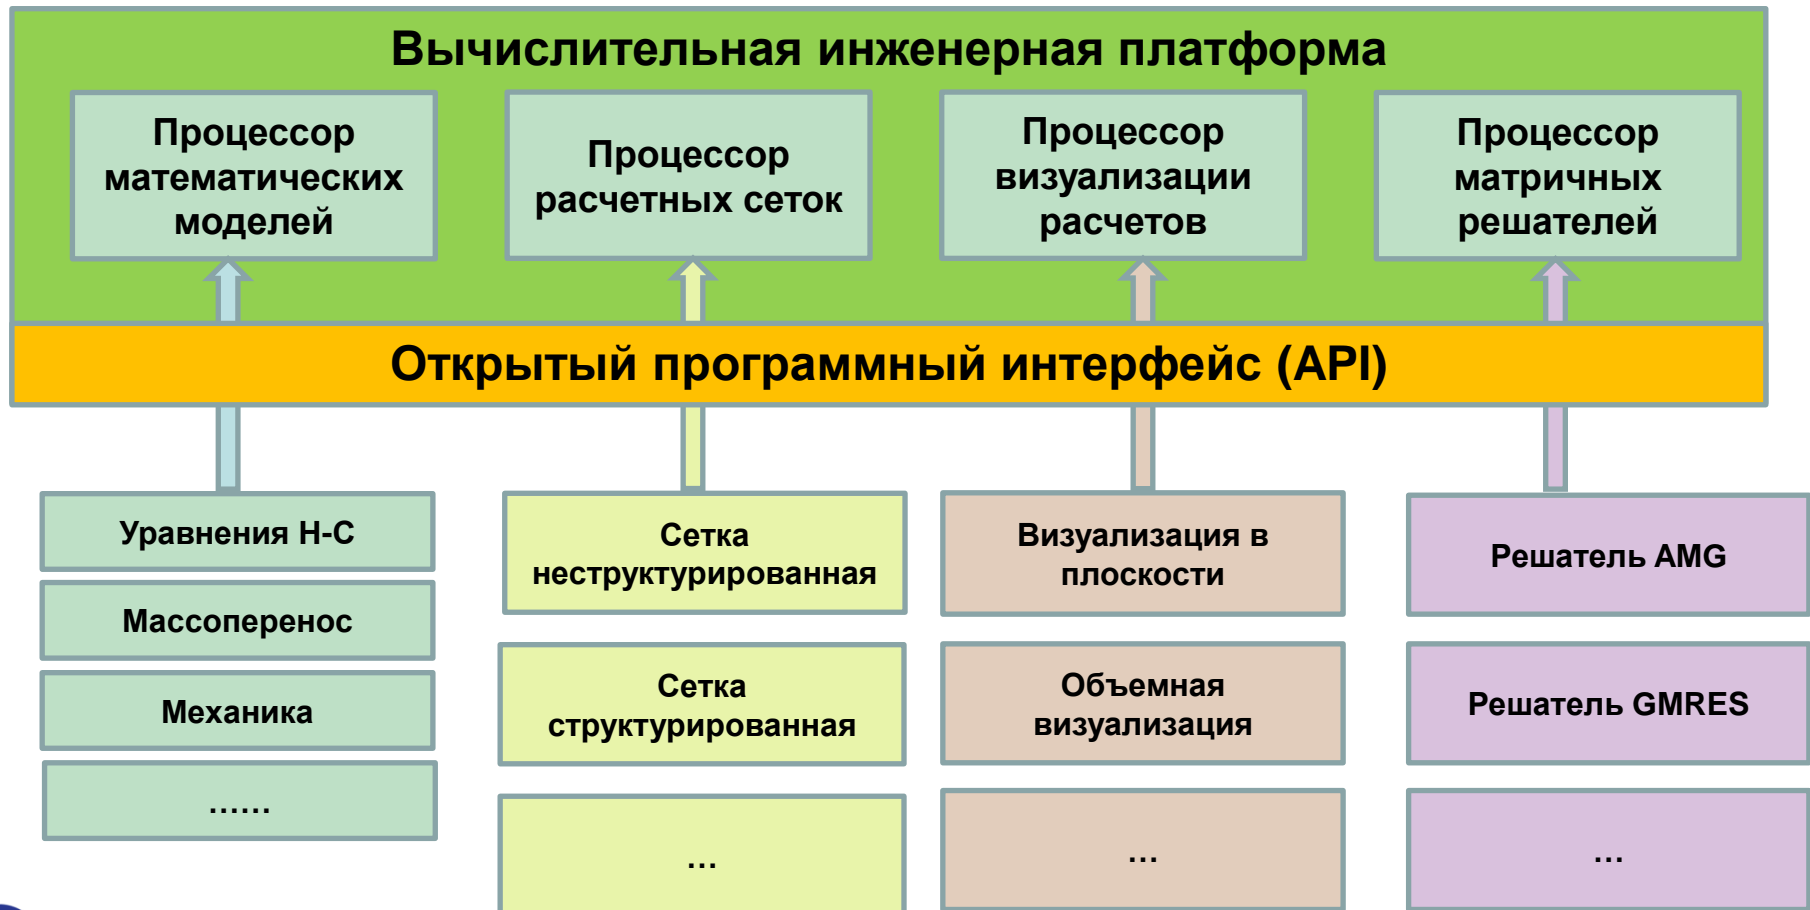 Вычислительная инженерная платформа
Процессор
математических
моделей
Процессор
расчетных сеток
Процессор
визуализации
расчетов
Процессор
матричных
решателей
Открытый программный интерфейс (API)
Уравнения Н-С
Массоперенос
Механика
……
Сетка
неструктурированная
Сетка
структурированная
…
Визуализация в
плоскости
Объемная
визуализация
…
Решатель AMG
Решатель GMRES
…